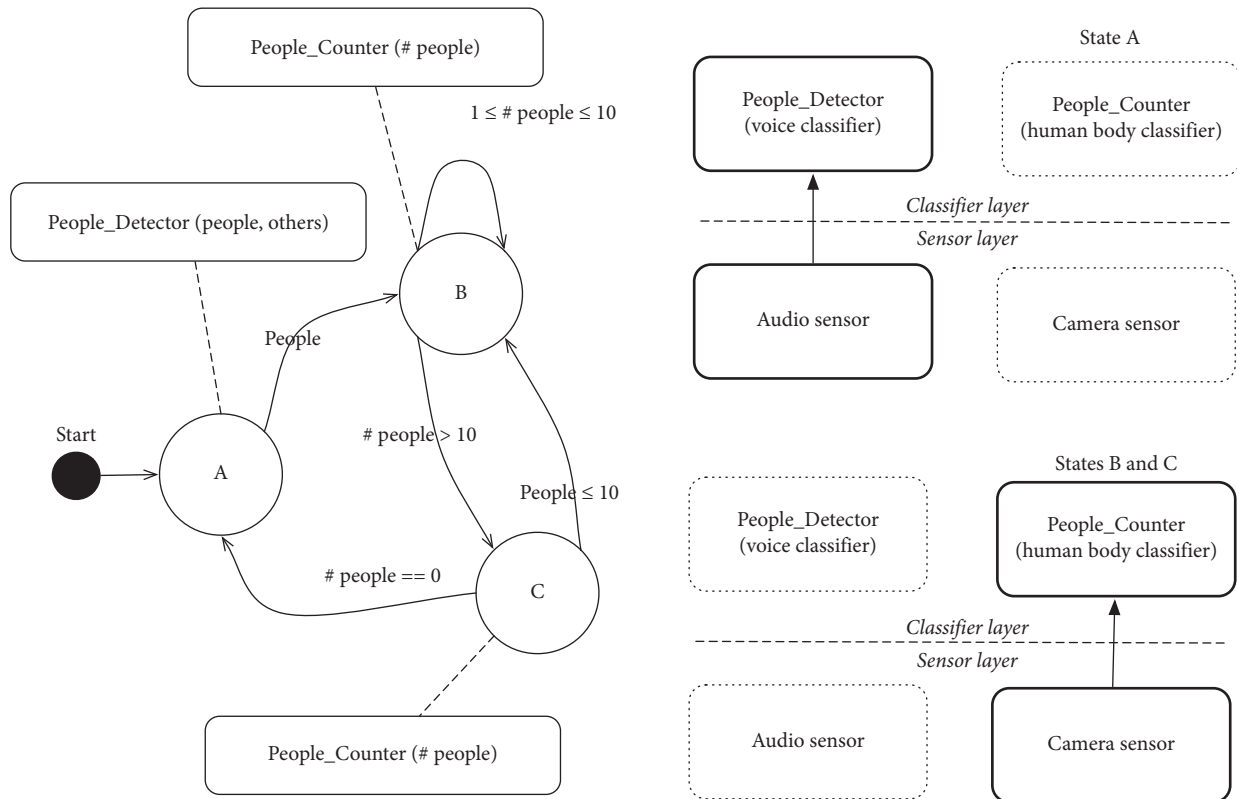 People_Counter (# people)
1 ≤ # people ≤ 10
People_Detector (people, others)
B
People
Start
# people > 10
A
People ≤ 10
# people == 0
C
People_Counter (# people)
State A
People_Detector
(voice classifier)
People_Counter
(human body classifier)
Classifier layer
Sensor layer
Audio sensor
Camera sensor
States B and C
People_Detector
(voice classifier)
People_Counter
(human body classifier)
Classifier layer
Sensor layer
Audio sensor
Camera sensor